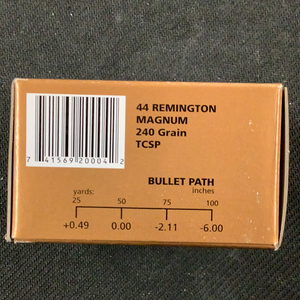 44 REMINGTON
MAGNUM
240 Grain
TCSP
7 41569 20004 2
BULLET PATH
yards: inches
25 50 75 100
+0.49 0.00 -2.11 -6.00